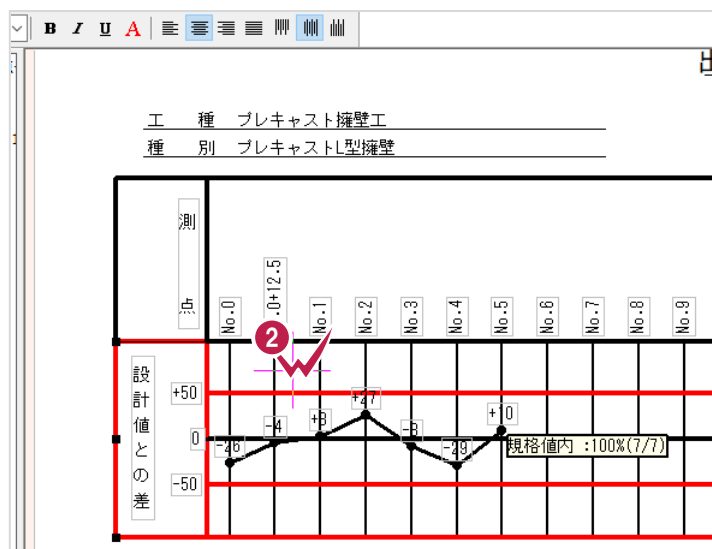 B I U A
出
工 種 プレキャスト擁壁工
種 別 プレキャストL型擁壁
測点
No.0
.0+12.5
No.1
No.2
No.3
No.4
No.5
No.6
No.7
No.8
No.9
2
設計値との差
+50
0
-50
-26
-4
+3
+27
-8
-29
+10
規格値内 :100%(7/7)